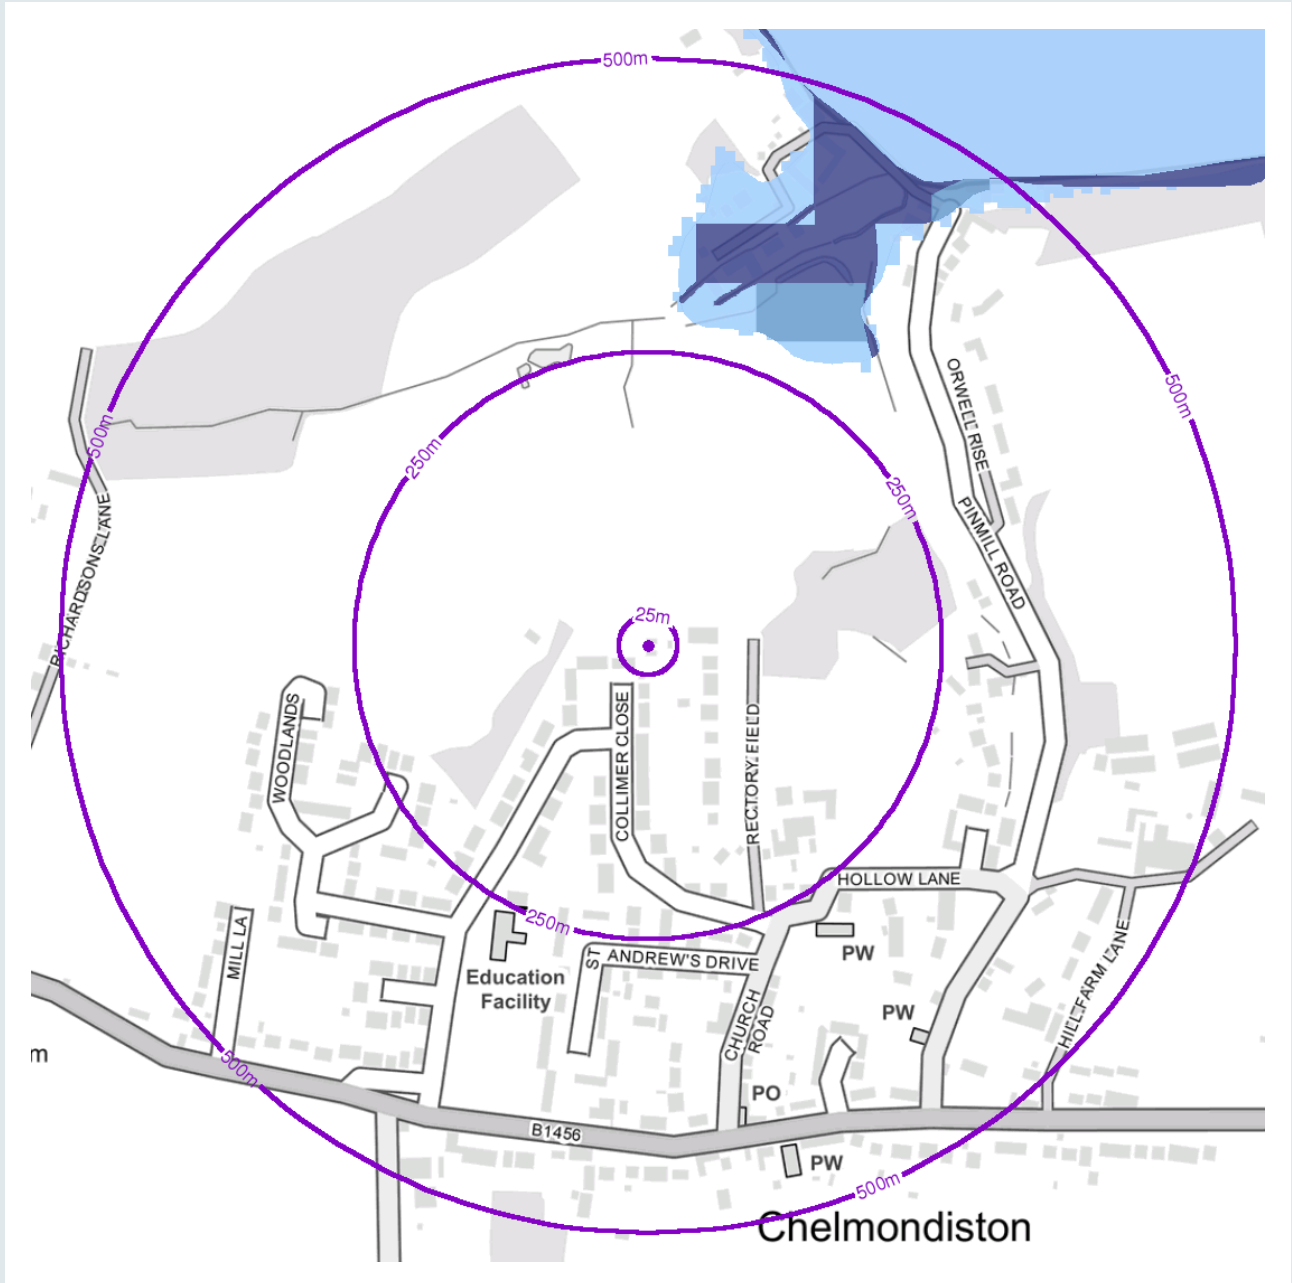 500m
500m
500m
250m
250m
ORWELL RISE
PINMILL ROAD
RICHARDSONS LANE
25m
WOODLANDS
COLLIMER CLOSE
RECTORY FIELD
HOLLOW LANE
250m
MILL LA
Education
Facility
ST
ANDREW'S DRIVE
PW
CHURCH
ROAD
PW
HILL FARM LANE
m
500m
PO
B1456
PW
500m
Chelmondiston